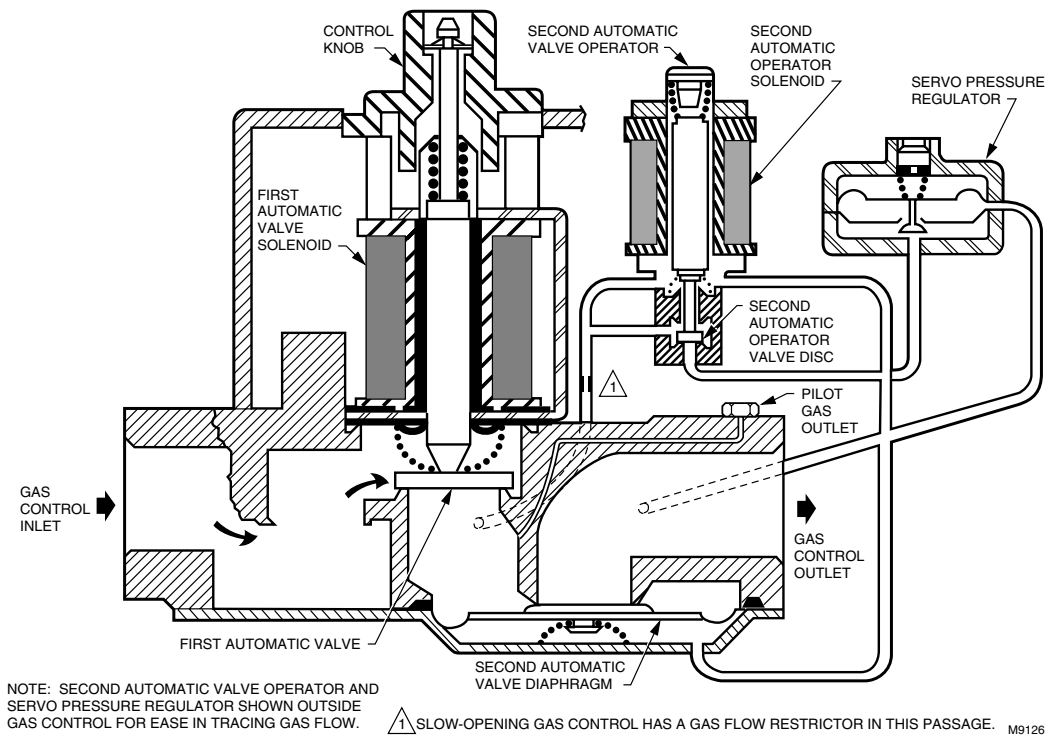 CONTROL
KNOB
SECOND AUTOMATIC
VALVE OPERATOR
SECOND
AUTOMATIC
OPERATOR
SOLENOID
SERVO PRESSURE
REGULATOR
FIRST
AUTOMATIC
VALVE
SOLENOID
SECOND
AUTOMATIC
OPERATOR
VALVE DISC
1
PILOT
GAS
OUTLET
GAS
CONTROL
INLET
GAS
CONTROL
OUTLET
FIRST AUTOMATIC VALVE
SECOND AUTOMATIC
VALVE DIAPHRAGM
NOTE: SECOND AUTOMATIC VALVE OPERATOR AND
SERVO PRESSURE REGULATOR SHOWN OUTSIDE
GAS CONTROL FOR EASE IN TRACING GAS FLOW.
1 SLOW-OPENING GAS CONTROL HAS A GAS FLOW RESTRICTOR IN THIS PASSAGE.
M9126